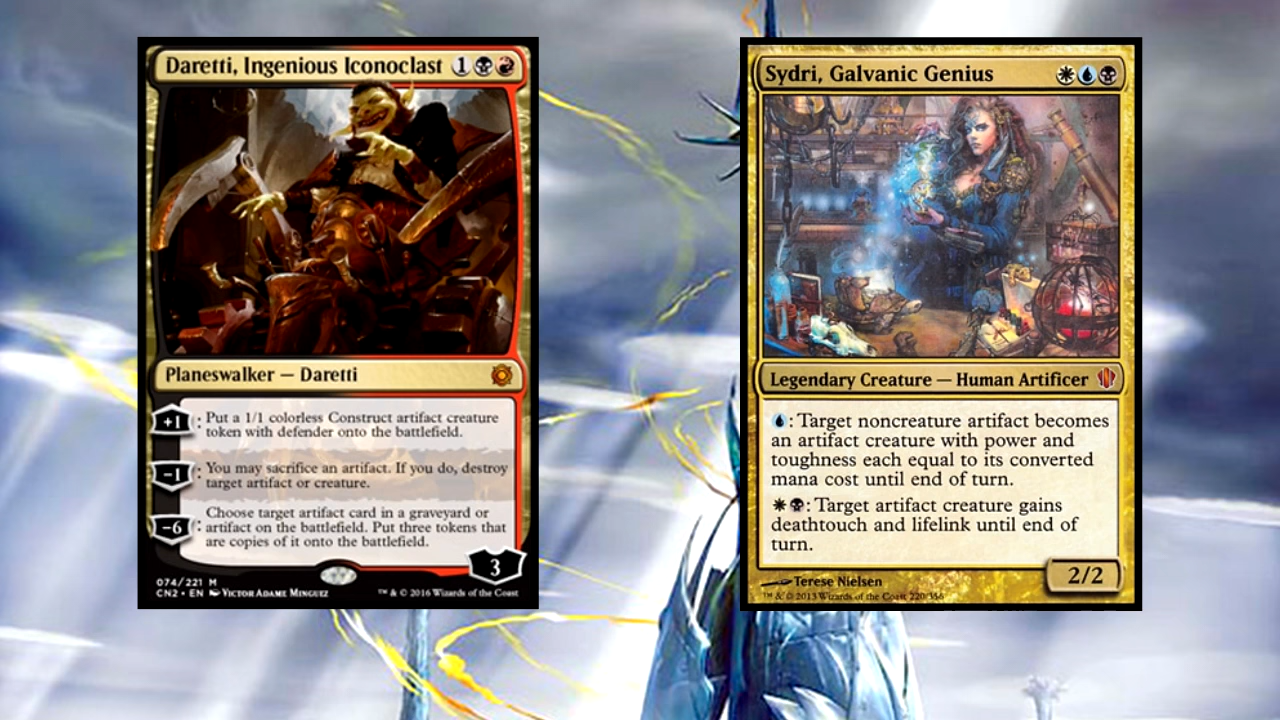 Daretti, Ingenious Iconoclast 1
Planeswalker — Daretti
+1 : Put a 1/1 colorless Construct artifact creature
token with defender onto the battlefield.
−1 : You may sacrifice an artifact. If you do, destroy
target artifact or creature.
−6 : Choose target artifact card in a graveyard or
artifact on the battlefield. Put three tokens that
are copies of it onto the battlefield.
3
074/221 M
CN2 • EN Victor Adame Minguez
™ & © 2016 Wizards of the Coast
Sydri, Galvanic Genius
Legendary Creature — Human Artificer
: Target noncreature artifact becomes
an artifact creature with power and
toughness each equal to its converted
mana cost until end of turn.
: Target artifact creature gains
deathtouch and lifelink until end of
turn.
2/2
Terese Nielsen
™ & © 2013 Wizards of the Coast 220/356